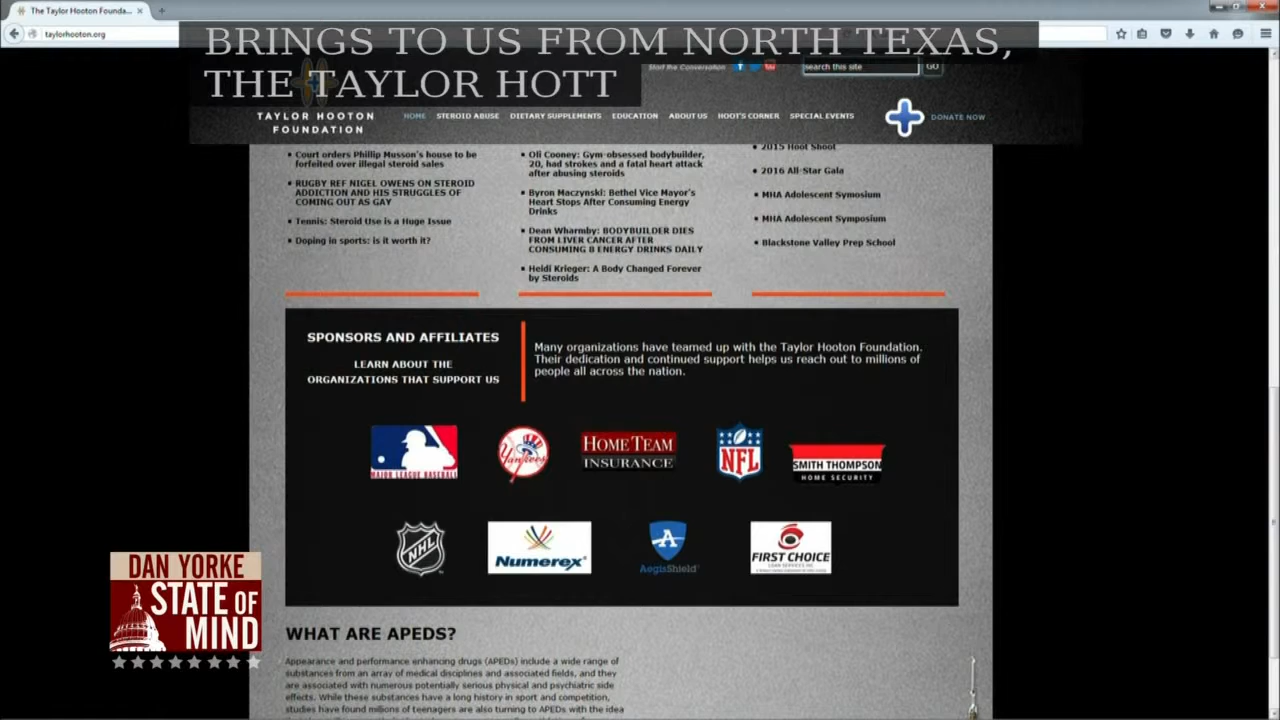 The Taylor Hooton Founda...
taylorhooton.org
BRINGS TO US FROM NORTH TEXAS,
THE TAYLOR HOTT
Start the Conversation
search this site
GO
TAYLOR HOOTON
FOUNDATION
HOME STEROID ABUSE DIETARY SUPPLEMENTS EDUCATION ABOUT US HOOT'S CORNER SPECIAL EVENTS
DONATE NOW
Court orders Phillip Musson's house to be
forfeited over illegal steroid sales
RUGBY REF NIGEL OWENS ON STEROID
ADDICTION AND HIS STRUGGLES OF
COMING OUT AS GAY
Tennis: Steroid Use is a Huge Issue
Doping in sports: is it worth it?
Oli Cooney: Gym-obsessed bodybuilder,
20, had strokes and a fatal heart attack
after abusing steroids
Byron Maczynski: Bethel Vice Mayor's
Heart Stops After Consuming Energy
Drinks
Dean Wharmby: BODYBUILDER DIES
FROM LIVER CANCER AFTER
CONSUMING 8 ENERGY DRINKS DAILY
Heidi Krieger: A Body Changed Forever
by Steroids
2015 Hoot Shoot
2016 All-Star Gala
MHA Adolescent Symosium
MHA Adolescent Symposium
Blackstone Valley Prep School
SPONSORS AND AFFILIATES
LEARN ABOUT THE
ORGANIZATIONS THAT SUPPORT US
Many organizations have teamed up with the Taylor Hooton Foundation.
Their dedication and continued support helps us reach out to millions of
people all across the nation.
MAJOR LEAGUE BASEBALL
Yankees
HOME TEAM
INSURANCE
NFL
SMITH THOMPSON
HOME SECURITY
NHL
Numerex
AegisShield
FIRST CHOICE
LOAN SERVICES INC
DAN YORKE
STATE OF
MIND
WHAT ARE APEDS?
Appearance and performance enhancing drugs (APEDs) include a wide range of
substances from an array of medical disciplines and associated fields, and they
are associated with numerous potentially serious physical and psychiatric side
effects. While these substances have a long history in sport and competition,
studies have found millions of teenagers are also turning to APEDs with the idea